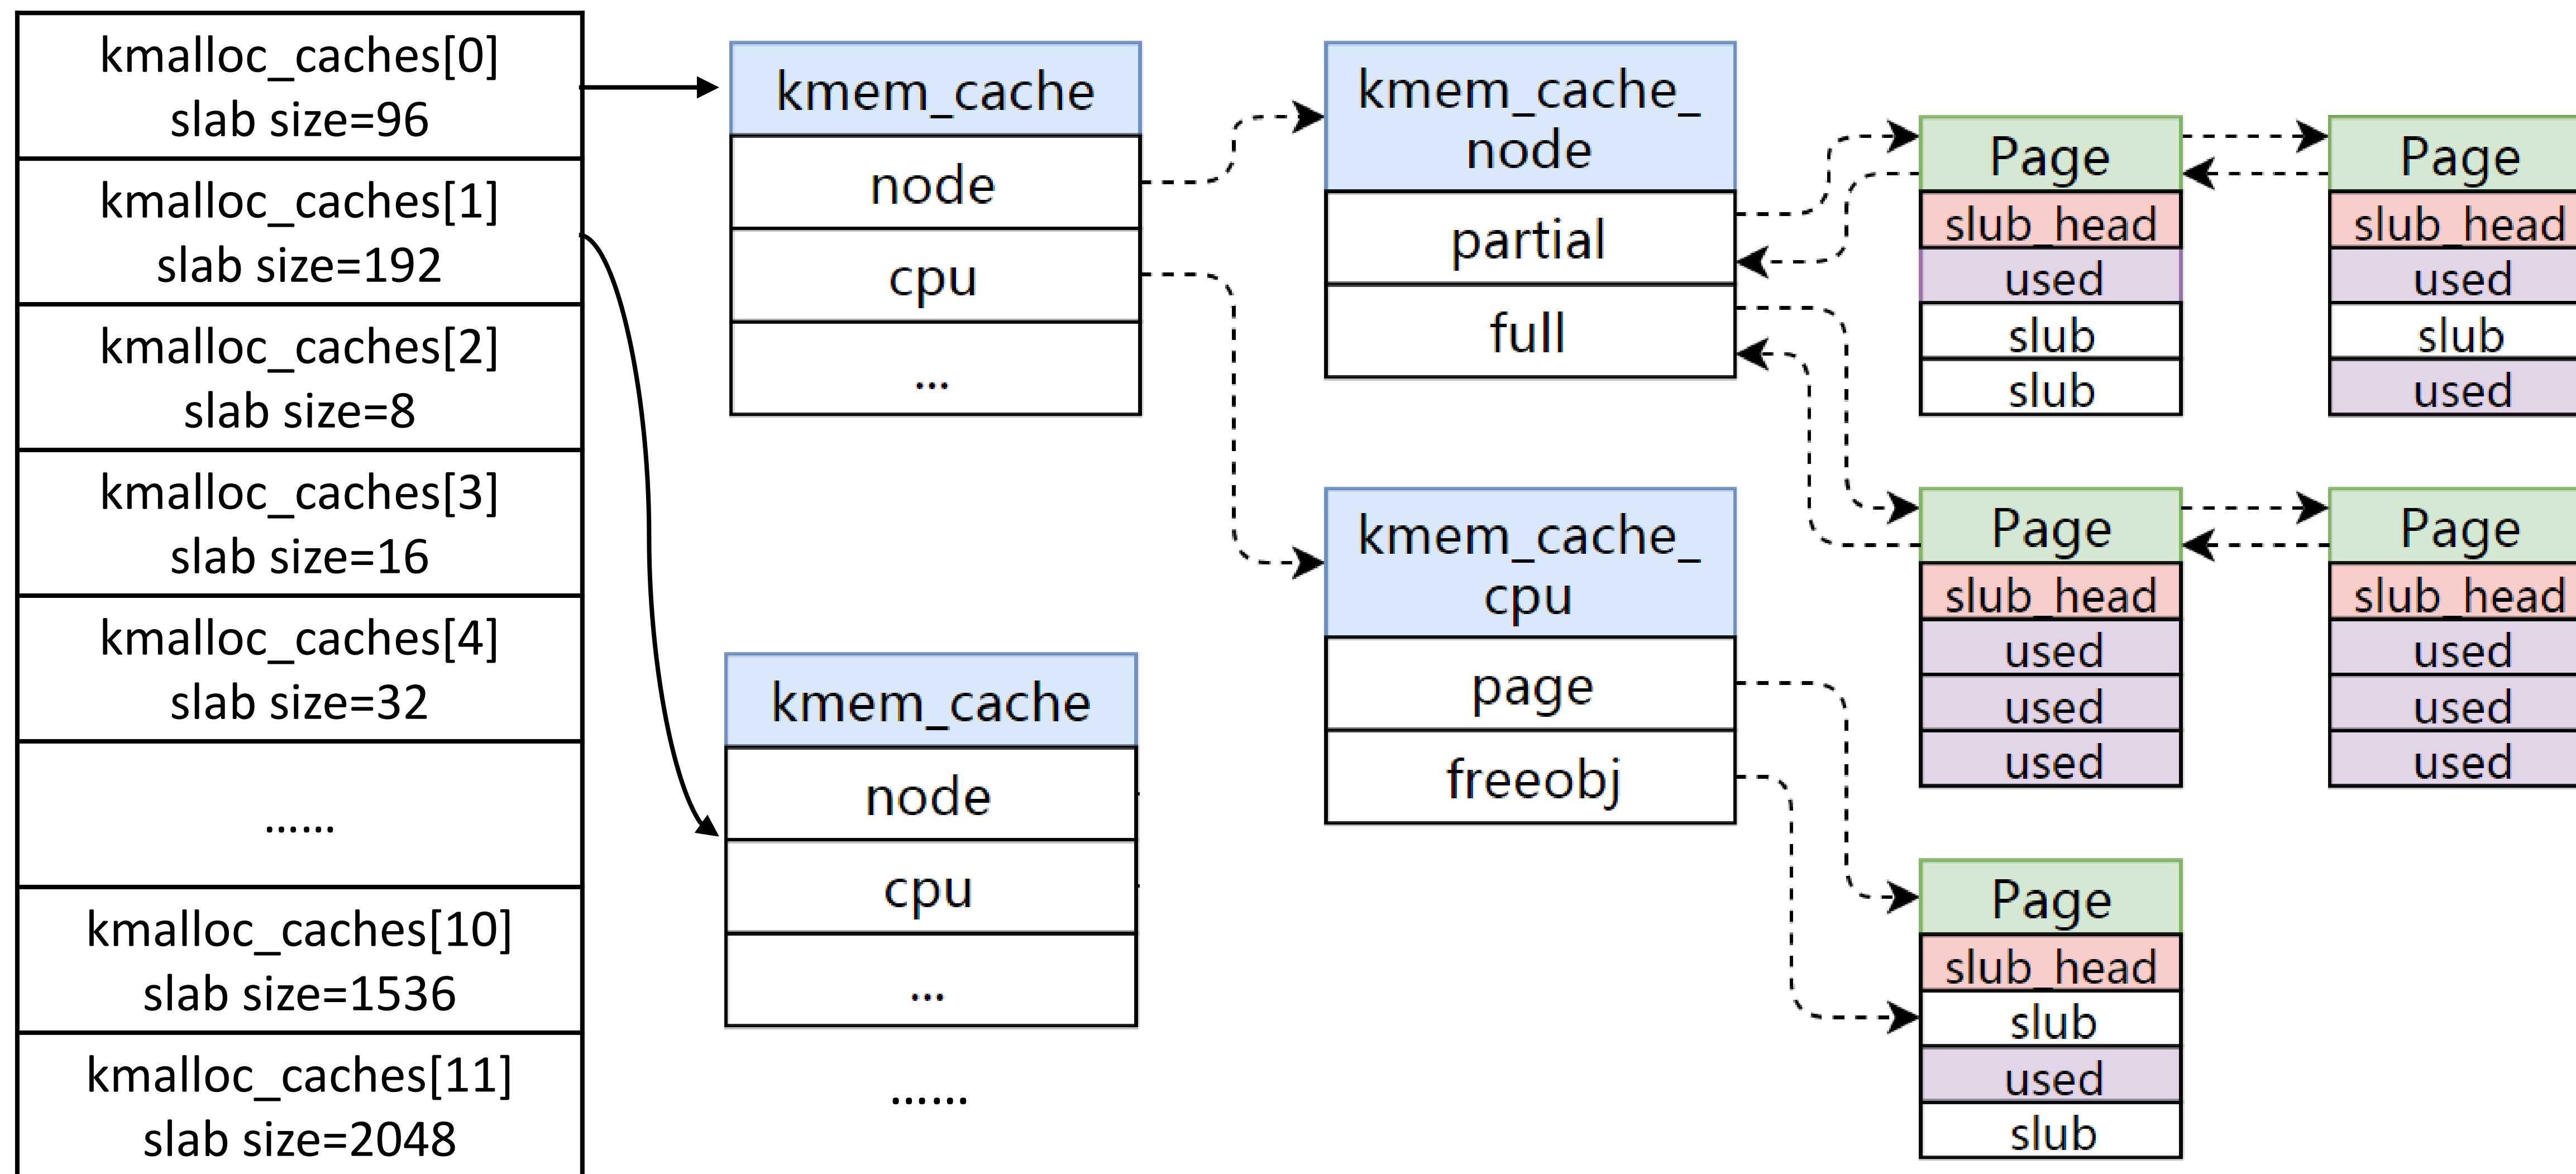 kmalloc_caches[0]
slab size=96
kmalloc_caches[1]
slab size=192
kmalloc_caches[2]
slab size=8
kmalloc_caches[3]
slab size=16
kmalloc_caches[4]
slab size=32
......
kmalloc_caches[10]
slab size=1536
kmalloc_caches[11]
slab size=2048
kmem_cache
node
cpu
...
kmem_cache
node
cpu
...
......
kmem_cache_
node
partial
full
kmem_cache_
cpu
page
freeobj
Page
slub_head
used
slub
slub
Page
slub_head
used
slub
used
Page
slub_head
used
used
used
Page
slub_head
used
used
used
Page
slub_head
slub
used
slub